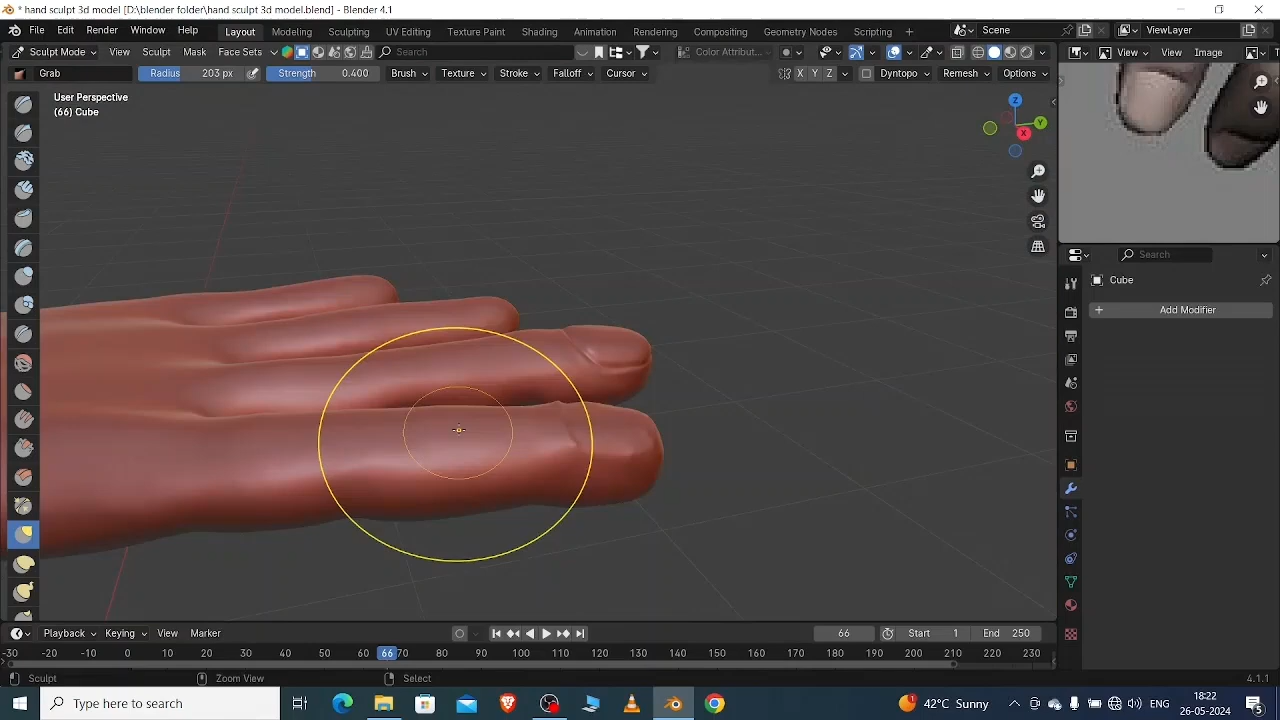 * hand sculpt 3d model [D:\blender folder\hand sculpt 3d model.blend] - Blender 4.1
File Edit Render Window Help Layout Modeling Sculpting UV Editing Texture Paint Shading Animation Rendering Compositing Geometry Nodes Scripting Scene ViewLayer
Sculpt Mode View Sculpt Mask Face Sets Search Color Attribut... View View Image
Grab Radius 203 px Strength 0.400 Brush Texture Stroke Falloff Cursor X Y Z Dyntopo Remesh Options
User Perspective
(66) Cube
Z
Y
X
Search
Cube
Add Modifier
Playback Keying View Marker 66 Start 1 End 250
-30 -20 -10 0 10 20 30 40 50 60 66 70 80 90 100 110 120 130 140 150 160 170 180 190 200 210 220 230
Sculpt Zoom View Select 4.1.1
Type here to search 1 42°C Sunny ENG 18:22 26-05-2024 3